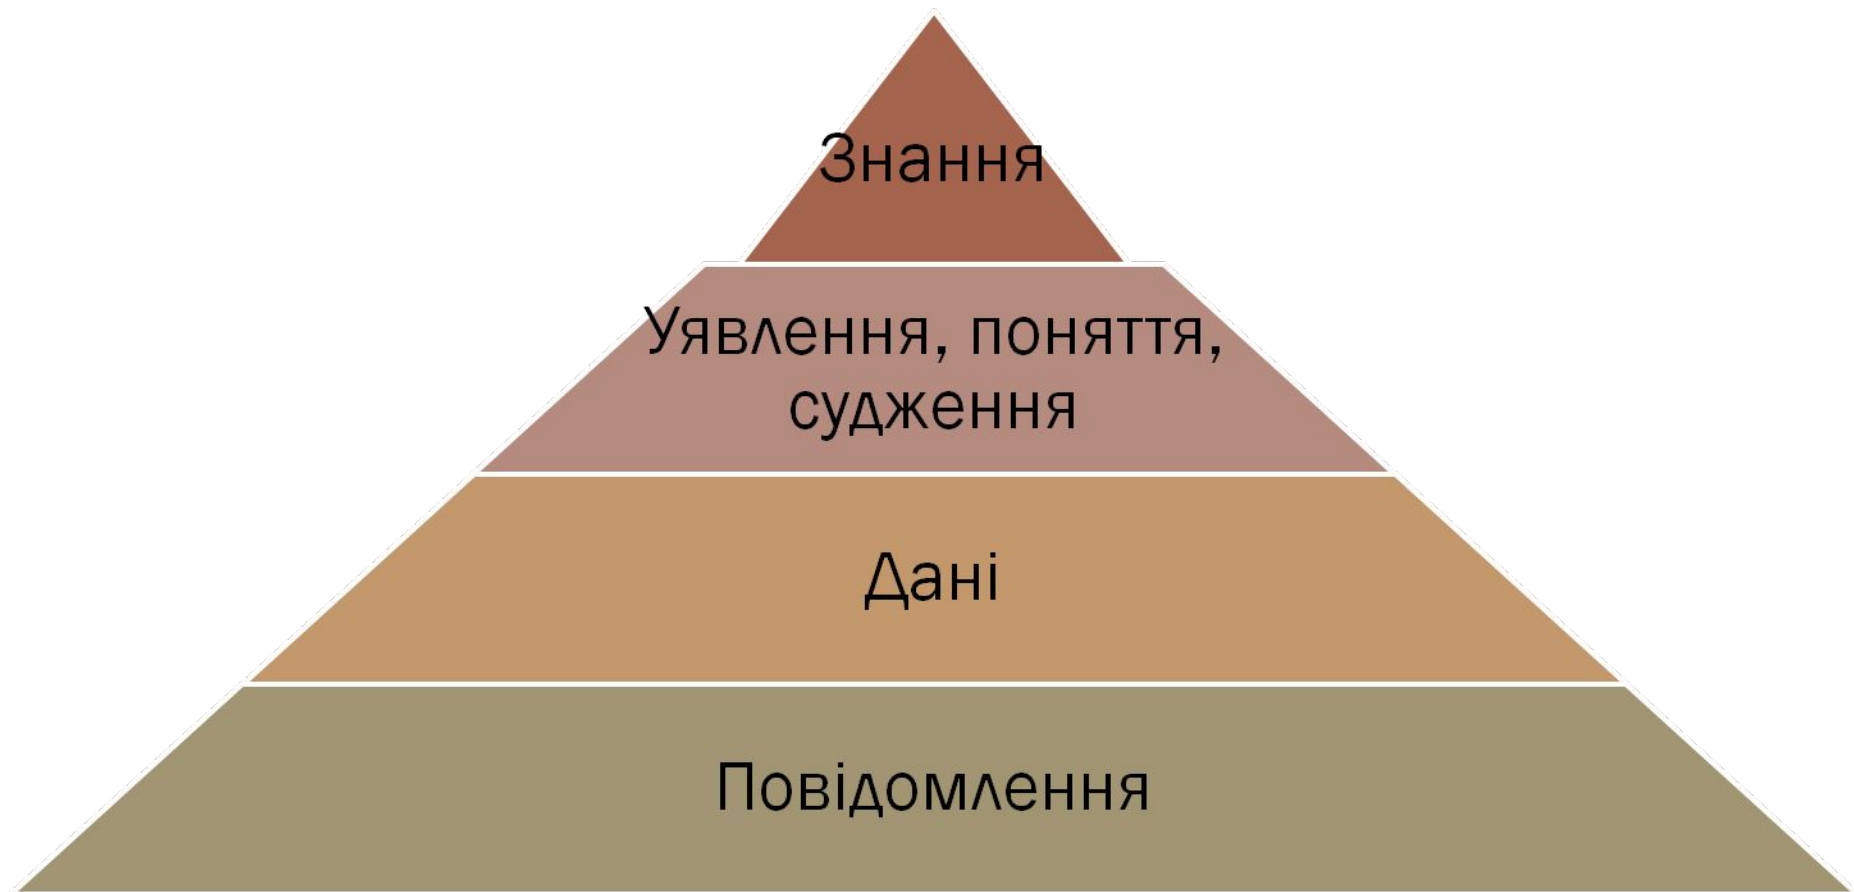 Знання
Уявлення, поняття,
судження
Дані
Повідомлення